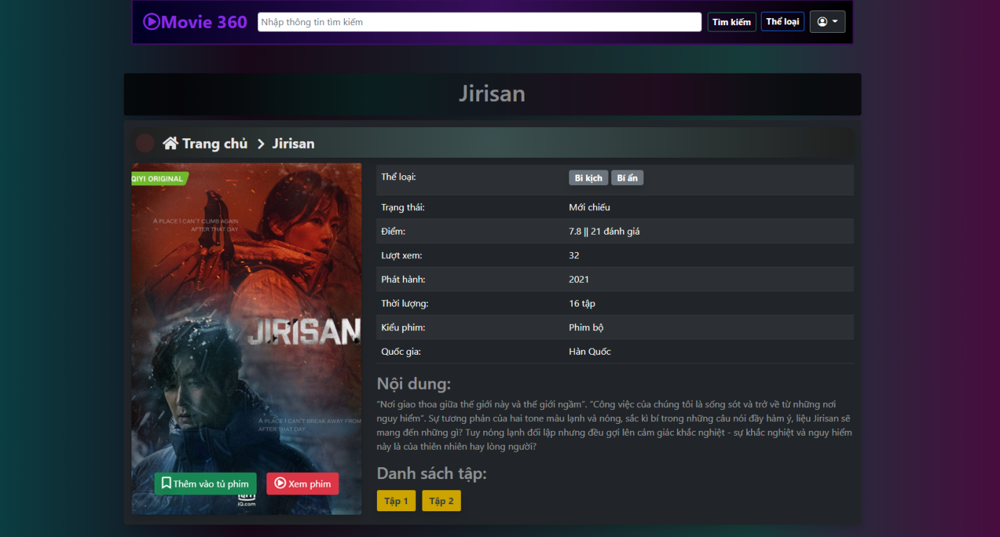 Movie 360 Nhập thông tin tìm kiếm Tìm kiếm Thể loại
Jirisan
Trang chủ Jirisan
QIYI ORIGINAL
A PLACE I CAN'T CLIMB AGAIN
AFTER THAT DAY
JIRISAN
A PLACE I CAN'T BREAK AWAY FROM
AFTER THAT DAY
Thêm vào tủ phim Xem phim
iQ.com
Thể loại: Bi kịch Bí ẩn
Trạng thái: Mới chiếu
Điểm: 7.8 || 21 đánh giá
Lượt xem: 32
Phát hành: 2021
Thời lượng: 16 tập
Kiểu phim: Phim bộ
Quốc gia: Hàn Quốc
Nội dung:
“Nơi giao thoa giữa thế giới này và thế giới ngầm”. “Công việc của chúng tôi là sống sót và trở về từ những nơi
nguy hiểm”. Sự tương phản của hai tone màu lạnh và nóng, sắc kì bí trong những câu nói đầy hàm ý, liệu Jirisan sẽ
mang đến những gì? Tuy nóng lạnh đối lập nhưng đều gợi lên cảm giác khắc nghiệt - sự khắc nghiệt và nguy hiểm
này là của thiên nhiên hay lòng người?
Danh sách tập:
Tập 1 Tập 2